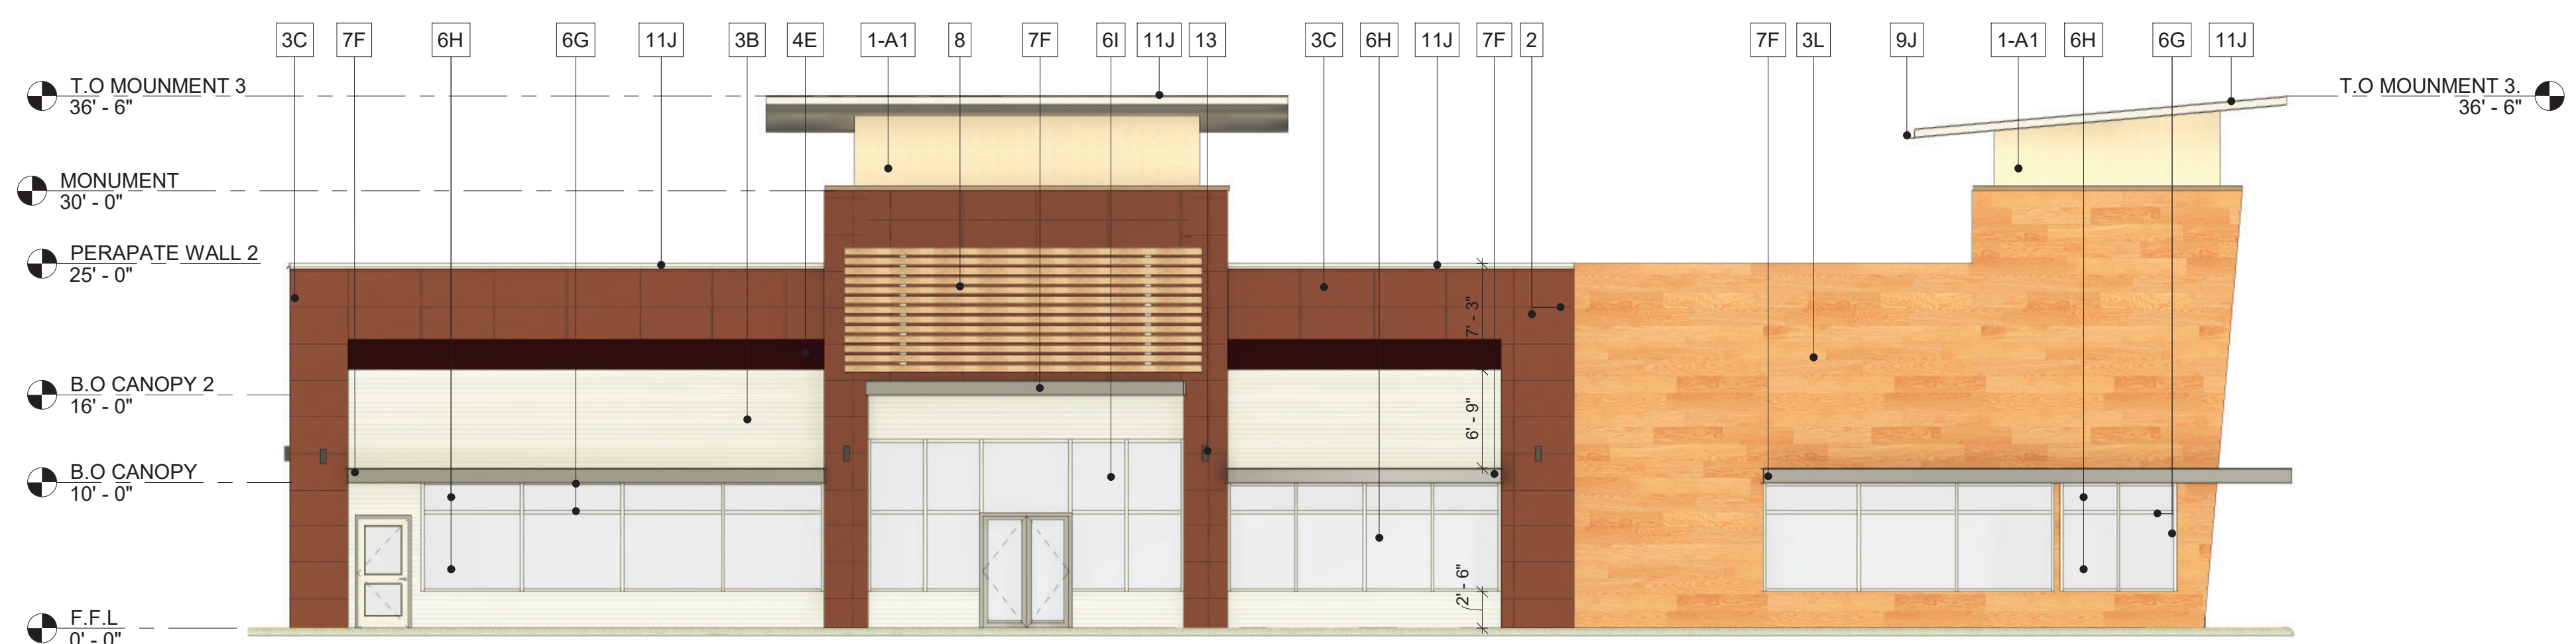 3C 7F 6H 6G 11J 3B 4E 1-A1 8 7F 6I 11J 13 3C 6H 11J 7F 2 7F 3L 9J 1-A1 6H 6G 11J
T.O MOUNMENT 3
36' - 6"
T.O MOUNMENT 3.
36' - 6"
MONUMENT
30' - 0"
PERAPATE WALL 2
25' - 0"
7' - 3"
B.O CANOPY 2
16' - 0"
6' - 9"
B.O CANOPY
10' - 0"
2' - 6"
F.F.L
0' - 0"